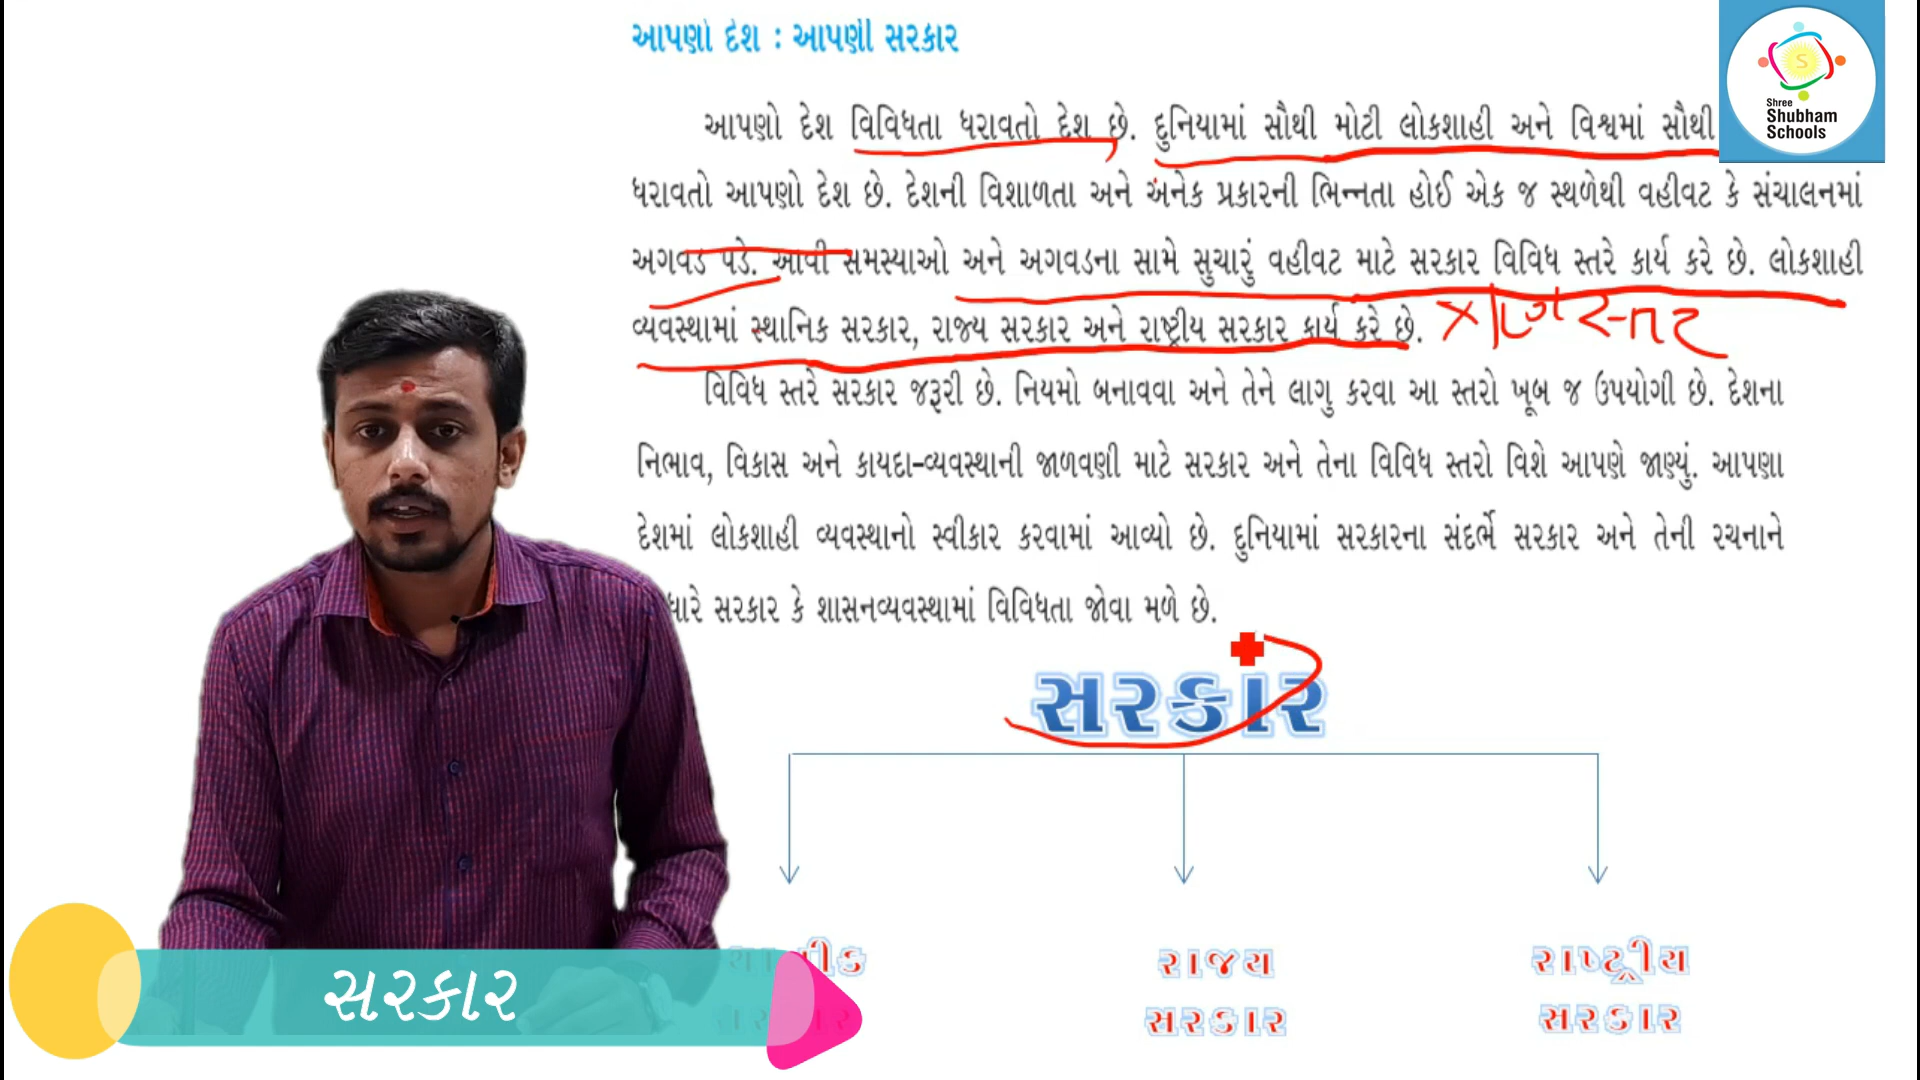 આપણો દેશ : આપણી સરકાર
આપણો દેશ વિવિધતા ધરાવતો દેશ છે. દુનિયામાં સૌથી મોટી લોકશાહી અને વિશ્વમાં સૌથી
ધરાવતો આપણો દેશ છે. દેશની વિશાળતા અને અનેક પ્રકારની ભિન્નતા હોઈ એક જ સ્થળેથી વહીવટ કે સંચાલનમાં
અગવડ પડે. આવી સમસ્યાઓ અને અગવડના સામે સુચારું વહીવટ માટે સરકાર વિવિધ સ્તરે કાર્ય કરે છે. લોકશાહી
વ્યવસ્થામાં સ્થાનિક સરકાર, રાજ્ય સરકાર અને રાષ્ટ્રીય સરકાર કાર્ય કરે છે.
વિવિધ સ્તરે સરકાર જરૂરી છે. નિયમો બનાવવા અને તેને લાગુ કરવા આ સ્તરો ખૂબ જ ઉપયોગી છે. દેશના
નિભાવ, વિકાસ અને કાયદા-વ્યવસ્થાની જાળવણી માટે સરકાર અને તેના વિવિધ સ્તરો વિશે આપણે જાણ્યું. આપણા
દેશમાં લોકશાહી વ્યવસ્થાનો સ્વીકાર કરવામાં આવ્યો છે. દુનિયામાં સરકારના સંદર્ભે સરકાર અને તેની રચનાને
સરકાર કે શાસનવ્યવસ્થામાં વિવિધતા જોવા મળે છે.
સરકાર
રાજય
સરકાર
રાષ્ટ્રીય
સરકાર
સરકાર
Shree
Shubham
Schools